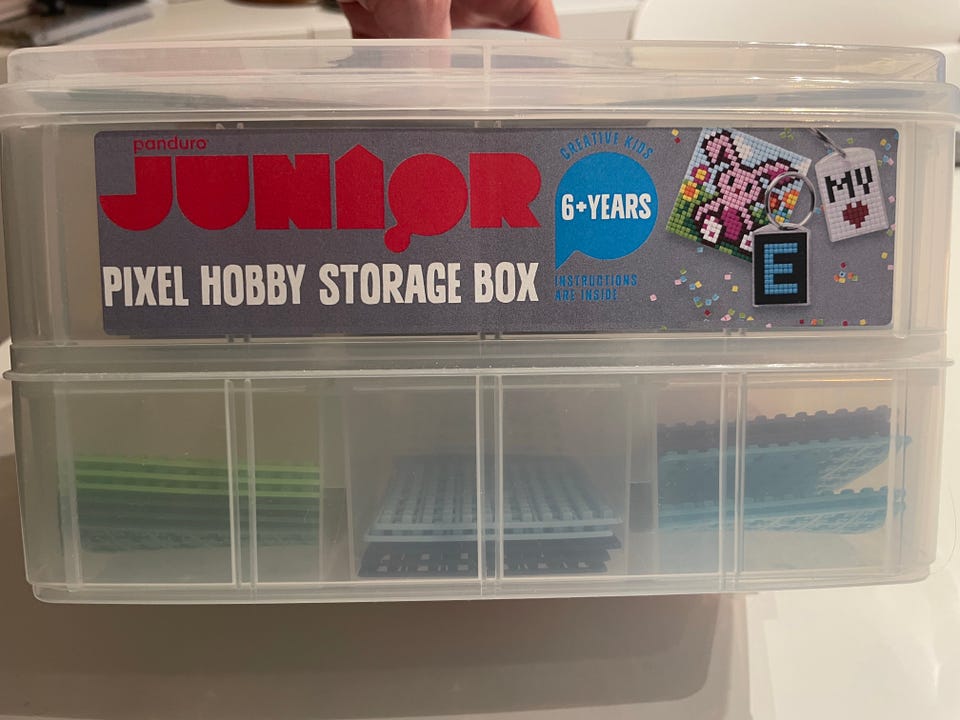 panduro
JUNIOR
PIXEL HOBBY STORAGE BOX
CREATIVE KIDS
6+YEARS
INSTRUCTIONS
ARE INSIDE
MY
E